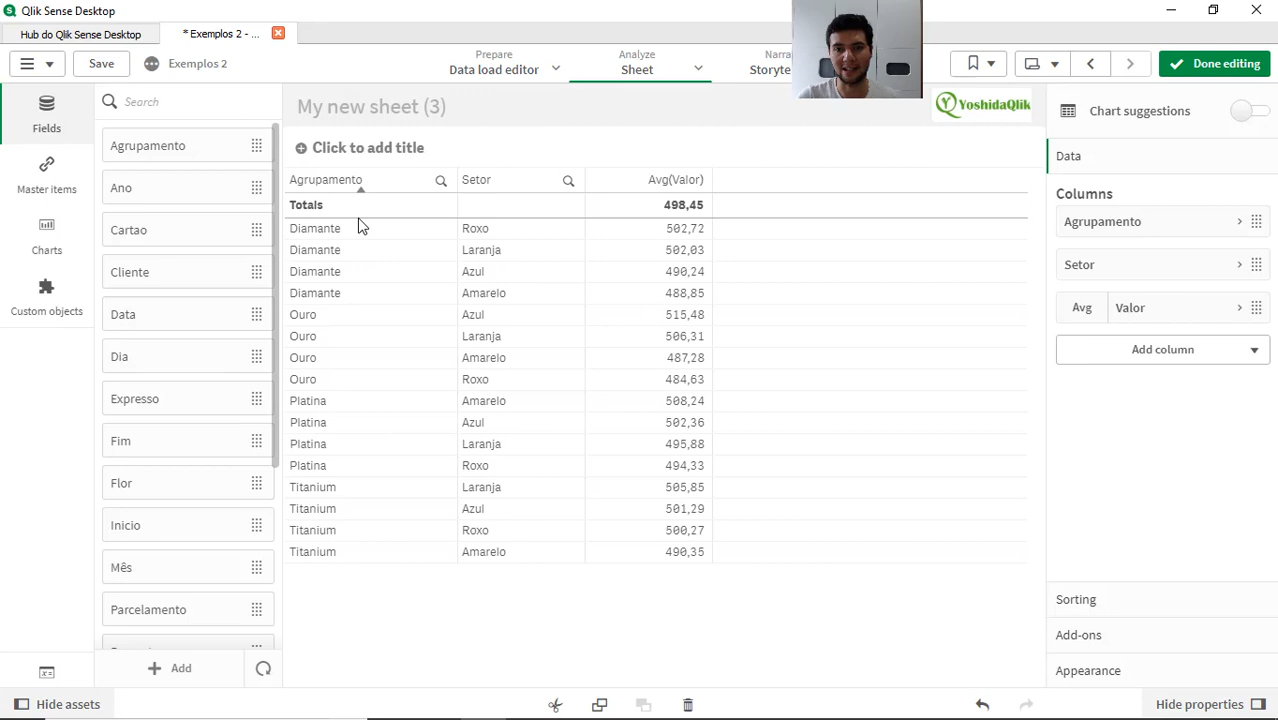 Qlik Sense Desktop
Hub do Qlik Sense Desktop
* Exemplos 2 - ...
Save
Exemplos 2
Prepare
Data load editor
Analyze
Sheet
Narra
Storyte
Done editing
Fields
Master items
Charts
Custom objects
Search
Agrupamento
Ano
Cartao
Cliente
Data
Dia
Expresso
Fim
Flor
Inicio
Mês
Parcelamento
Add
My new sheet (3)
YoshidaQlik
Click to add title
Agrupamento Setor Avg(Valor)
Totals 498,45
Diamante Roxo 502,72
Diamante Laranja 502,03
Diamante Azul 490,24
Diamante Amarelo 488,85
Ouro Azul 515,48
Ouro Laranja 506,31
Ouro Amarelo 487,28
Ouro Roxo 484,63
Platina Amarelo 508,24
Platina Azul 502,36
Platina Laranja 495,88
Platina Roxo 494,33
Titanium Laranja 505,85
Titanium Azul 501,29
Titanium Roxo 500,27
Titanium Amarelo 490,35
Chart suggestions
Data
Columns
Agrupamento
Setor
Avg Valor
Add column
Sorting
Add-ons
Appearance
Hide assets
Hide properties